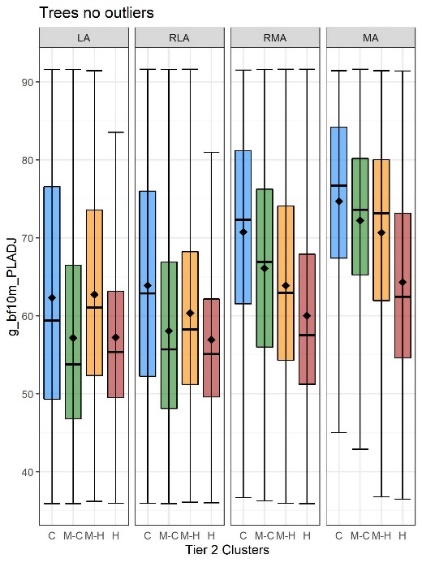 Trees no outliers
LA RLA RMA MA
g_bf10m_PLADJ
90
80
70
60
50
40
C M-C M-H H C M-C M-H H C M-C M-H H C M-C M-H H
Tier 2 Clusters